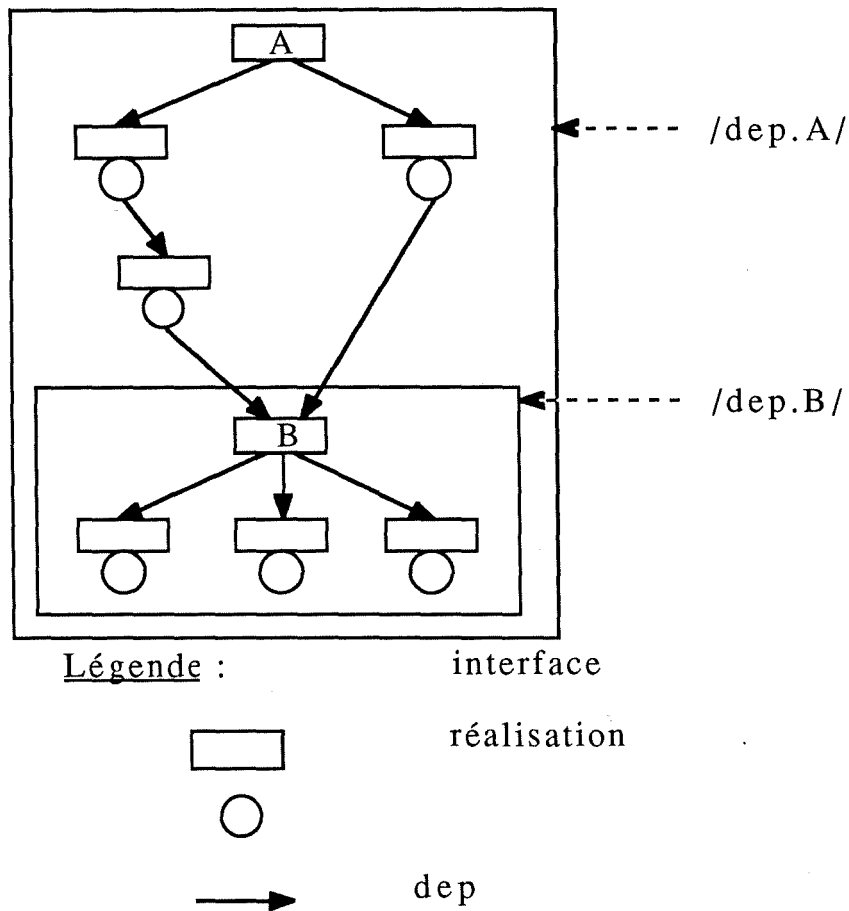 A
/dep.A/
/dep.B/
B
Légende :
interface
réalisation
dep